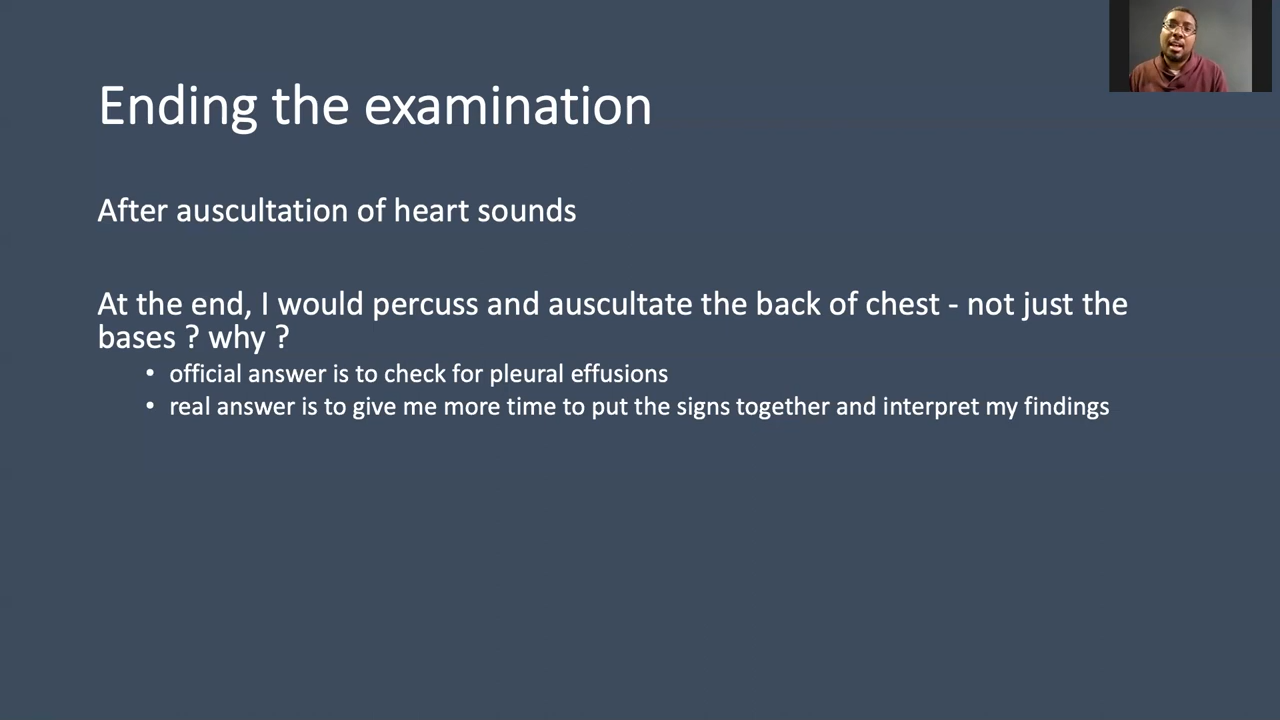 Ending the examination
After auscultation of heart sounds
At the end, I would percuss and auscultate the back of chest - not just the
bases ? why ?
• official answer is to check for pleural effusions
• real answer is to give me more time to put the signs together and interpret my findings